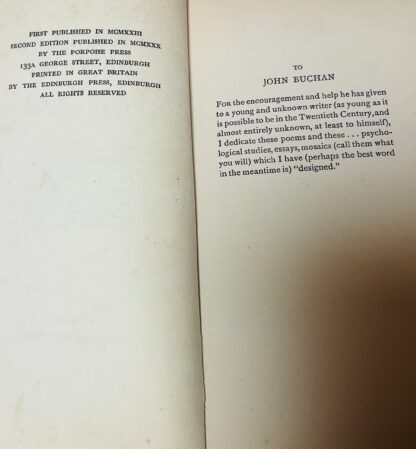 FIRST PUBLISHED IN MCMXXIII
SECOND EDITION PUBLISHED IN MCMXXX
BY THE PORPOISE PRESS
133A GEORGE STREET, EDINBURGH
PRINTED IN GREAT BRITAIN
BY THE EDINBURGH PRESS, EDINBURGH
ALL RIGHTS RESERVED
TO
JOHN BUCHAN
FOR the encouragement and help he has given
to a young and unknown writer (as young as it
is possible to be in the Twentieth Century, and
almost entirely unknown, at least to himself),
I dedicate these poems and these . . . psycho-
logical studies, essays, mosaics (call them what
you will) which I have (perhaps the best word
in the meantime is) “designed.”